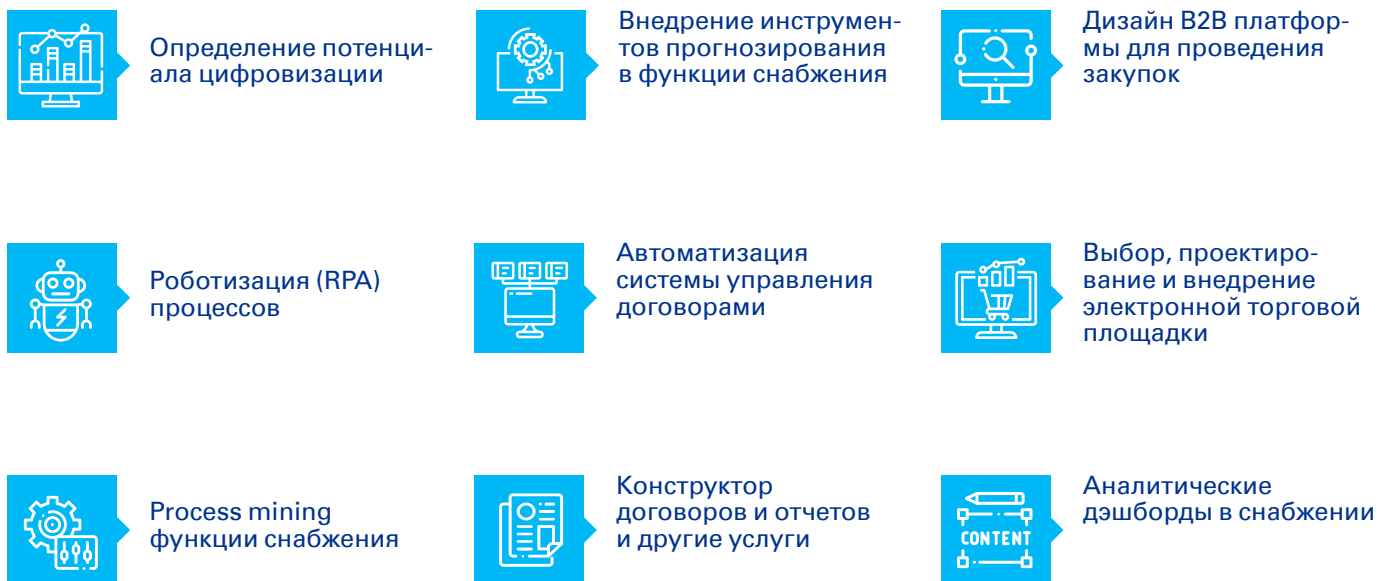 Определение потенци-
ала цифровизации
Внедрение инструмен-
тов прогнозирования
в функции снабжения
Дизайн B2B платфор-
мы для проведения
закупок
Роботизация (RPA)
процессов
Автоматизация
системы управления
договорами
Выбор, проектиро-
вание и внедрение
электронной торговой
площадки
Process mining
функции снабжения
Конструктор
договоров и отчетов
и другие услуги
CONTENT
Аналитические
дэшборды в снабжении